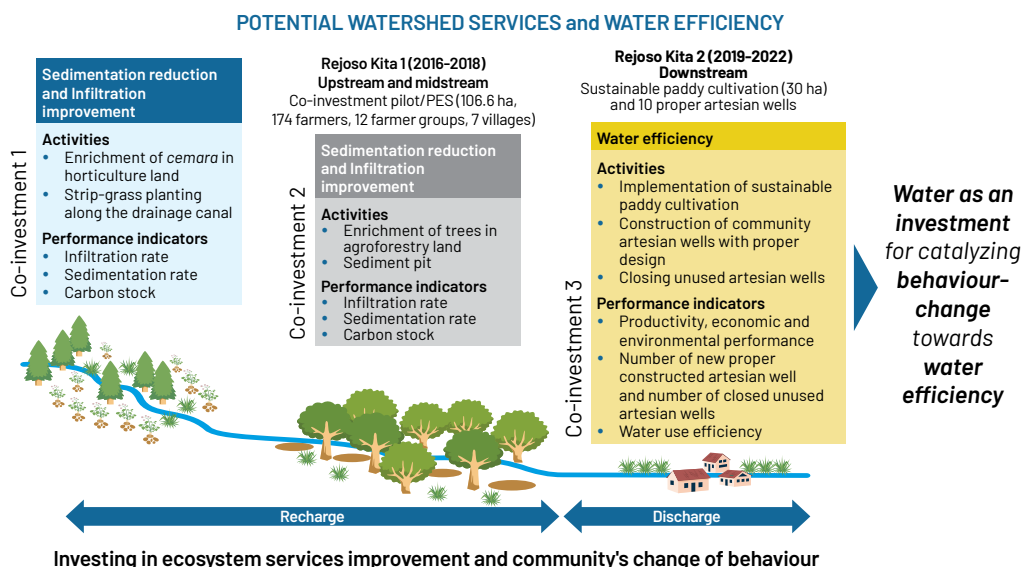 POTENTIAL WATERSHED SERVICES and WATER EFFICIENCY
Co-investment 1
Sedimentation reduction
and Infiltration
improvement
Activities
• Enrichment of cemara in
horticulture land
• Strip-grass planting
along the drainage canal
Performance indicators
• Infiltration rate
• Sedimentation rate
• Carbon stock
Rejoso Kita 1 (2016-2018)
Upstream and midstream
Co-investment pilot/PES (106.6 ha,
174 farmers, 12 farmer groups, 7 villages)
Co-investment 2
Sedimentation reduction
and Infiltration
improvement
Activities
• Enrichment of trees in
agroforestry land
• Sediment pit
Performance indicators
• Infiltration rate
• Sedimentation rate
• Carbon stock
Rejoso Kita 2 (2019-2022)
Downstream
Sustainable paddy cultivation (30 ha)
and 10 proper artesian wells
Co-investment 3
Water efficiency
Activities
• Implementation of sustainable
paddy cultivation
• Construction of community
artesian wells with proper
design
• Closing unused artesian wells
Performance indicators
• Productivity, economic and
environmental performance
• Number of new proper
constructed artesian well
and number of closed unused
artesian wells
• Water use efficiency
Water as an
investment
for catalyzing
behaviour-
change
towards
water
efficiency
Recharge
Discharge
Investing in ecosystem services improvement and community's change of behaviour